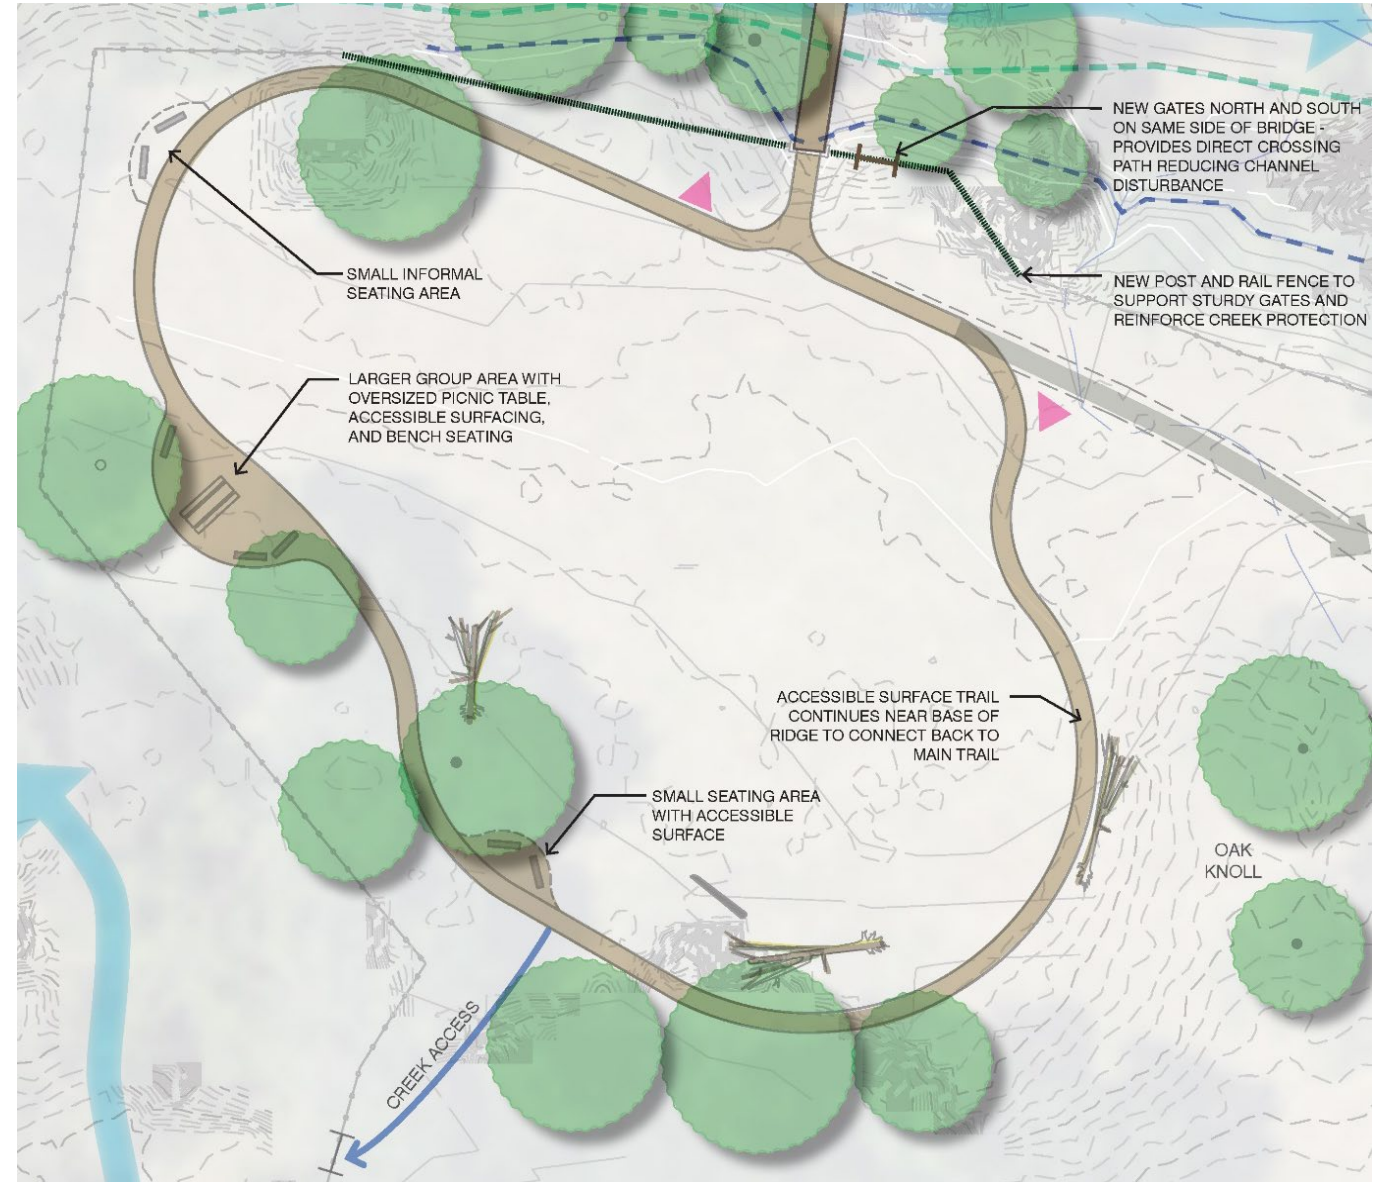 NEW GATES NORTH AND SOUTH
ON SAME SIDE OF BRIDGE -
PROVIDES DIRECT CROSSING
PATH REDUCING CHANNEL
DISTURBANCE
SMALL INFORMAL
SEATING AREA
NEW POST AND RAIL FENCE TO
SUPPORT STURDY GATES AND
REINFORCE CREEK PROTECTION
LARGER GROUP AREA WITH
OVERSIZED PICNIC TABLE,
ACCESSIBLE SURFACING,
AND BENCH SEATING
ACCESSIBLE SURFACE TRAIL
CONTINUES NEAR BASE OF
RIDGE TO CONNECT BACK TO
MAIN TRAIL
SMALL SEATING AREA
WITH ACCESSIBLE
SURFACE
OAK
KNOLL
CREEK ACCESS